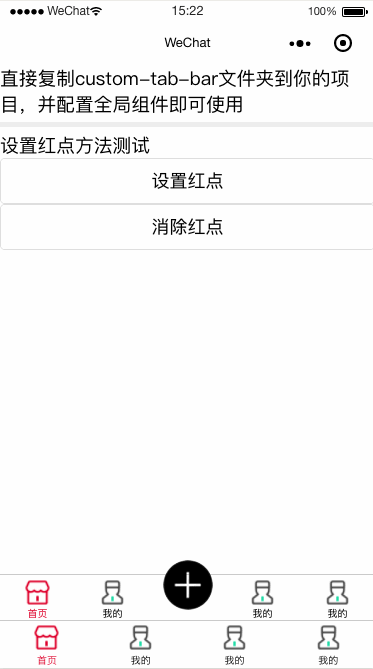 WeChat 15:22 100%
WeChat
直接复制custom-tab-bar文件夹到你的项
目，并配置全局组件即可使用
设置红点方法测试
设置红点
消除红点
首页 我的 我的 我的
首页 我的 我的 我的